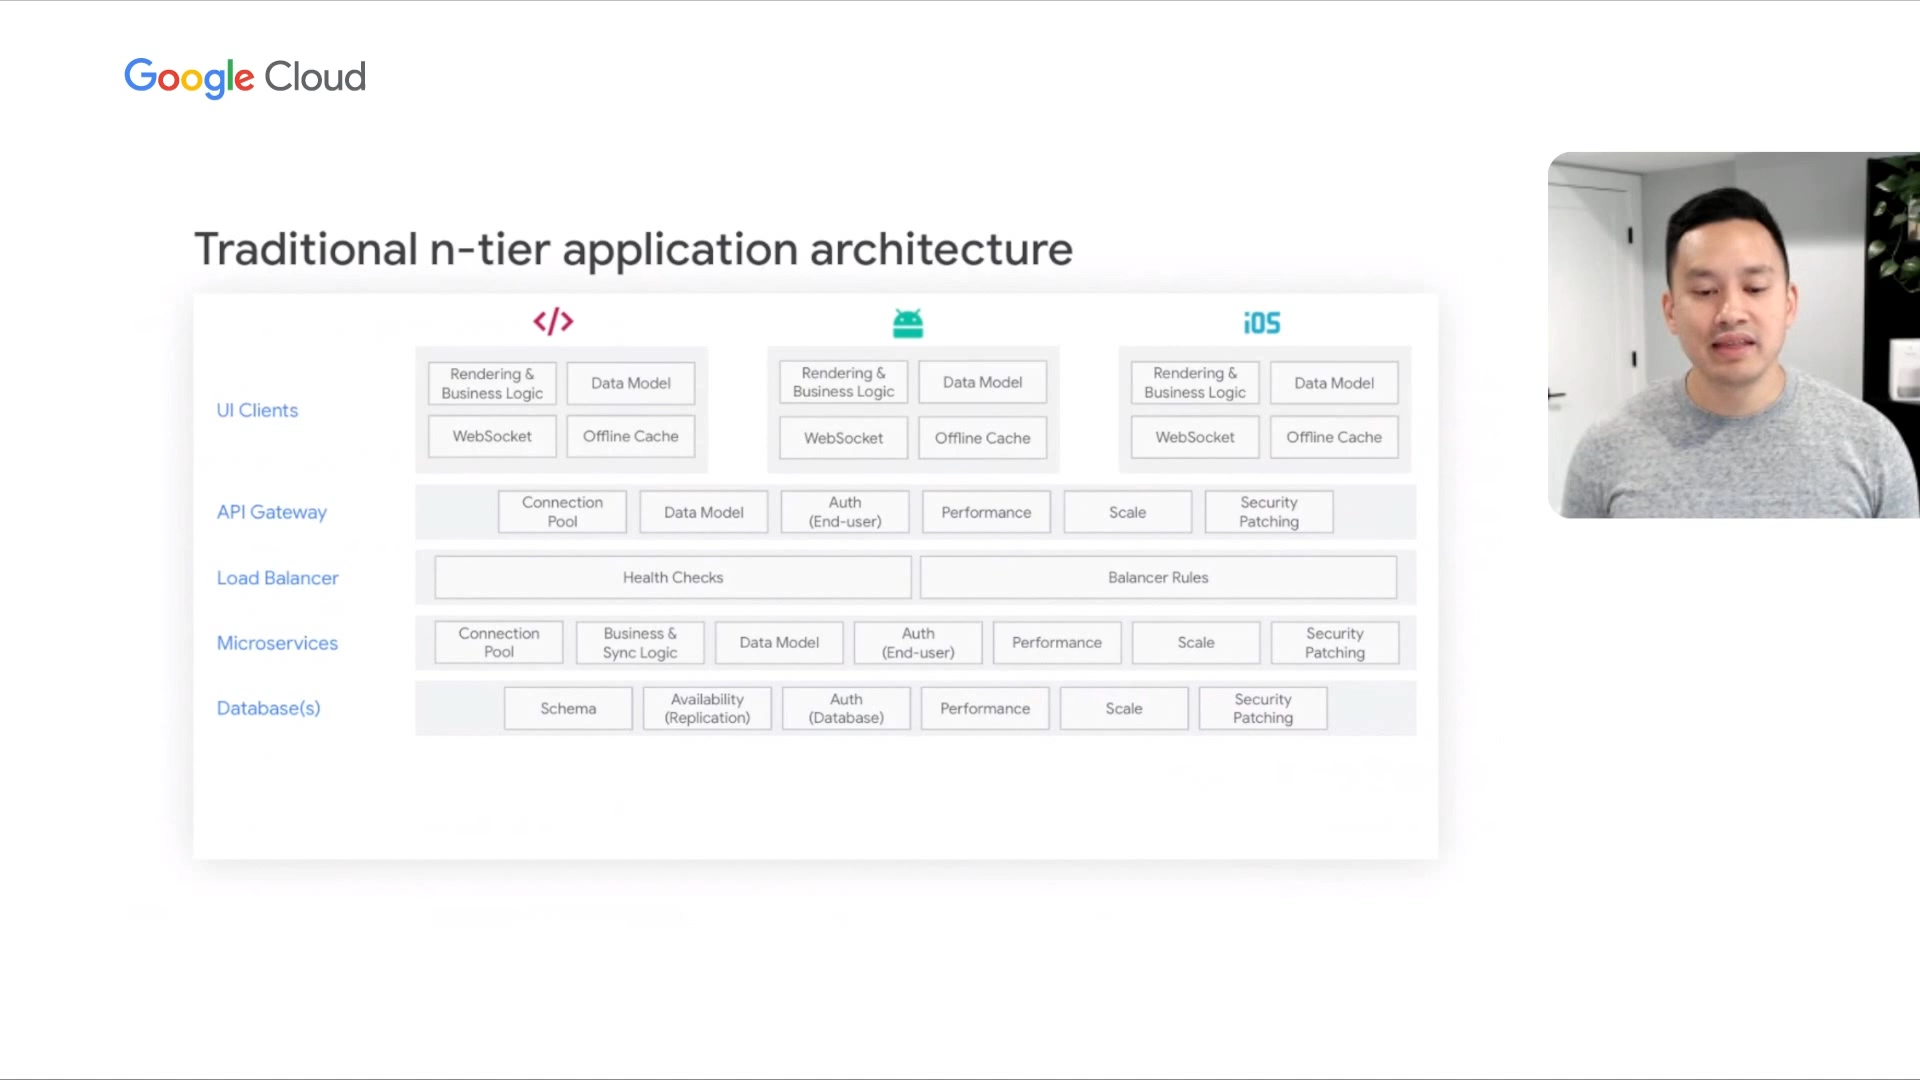 Google Cloud
Traditional n-tier application architecture
</> iOS
UI Clients
Rendering &
Business Logic
Data Model
WebSocket
Offline Cache
Rendering &
Business Logic
Data Model
WebSocket
Offline Cache
Rendering &
Business Logic
Data Model
WebSocket
Offline Cache
API Gateway
Connection
Pool
Data Model
Auth
(End-user)
Performance
Scale
Security
Patching
Load Balancer
Health Checks
Balancer Rules
Microservices
Connection
Pool
Business &
Sync Logic
Data Model
Auth
(End-user)
Performance
Scale
Security
Patching
Database(s)
Schema
Availability
(Replication)
Auth
(Database)
Performance
Scale
Security
Patching